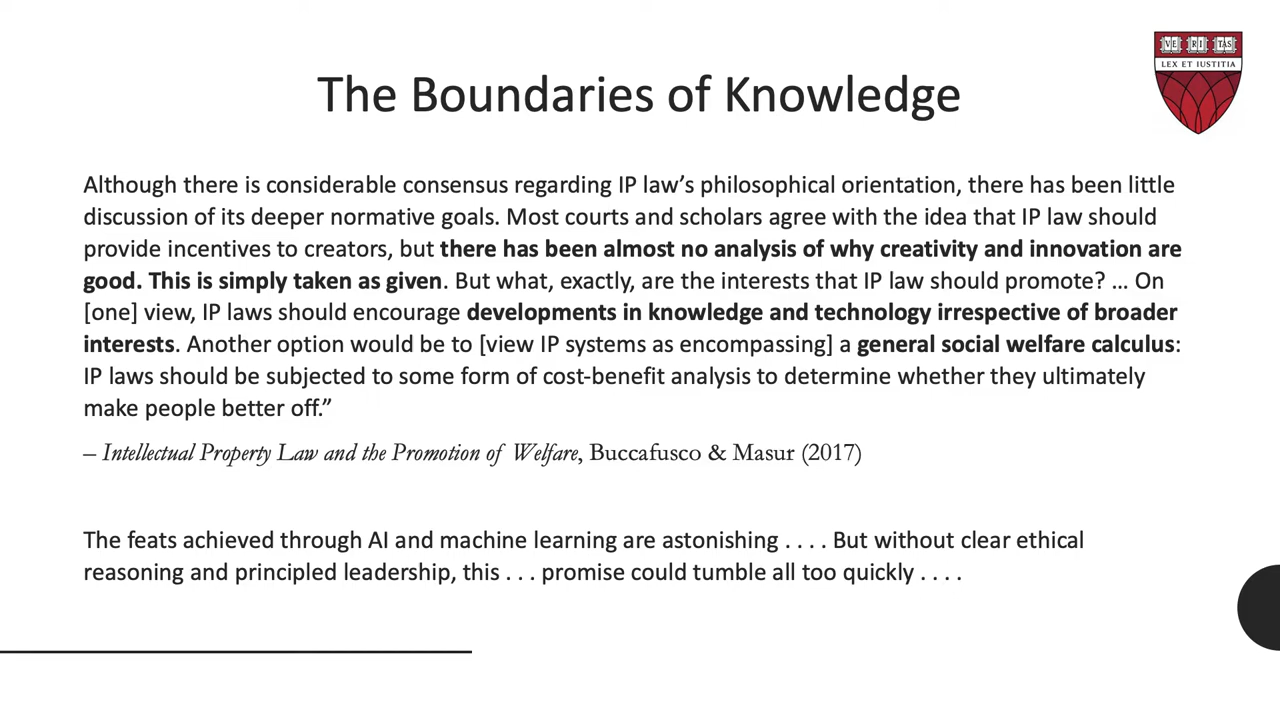 VE RI TAS
LEX ET IUSTITIA
The Boundaries of Knowledge
Although there is considerable consensus regarding IP law’s philosophical orientation, there has been little
discussion of its deeper normative goals. Most courts and scholars agree with the idea that IP law should
provide incentives to creators, but there has been almost no analysis of why creativity and innovation are
good. This is simply taken as given. But what, exactly, are the interests that IP law should promote? ... On
[one] view, IP laws should encourage developments in knowledge and technology irrespective of broader
interests. Another option would be to [view IP systems as encompassing] a general social welfare calculus:
IP laws should be subjected to some form of cost-benefit analysis to determine whether they ultimately
make people better off.”
– Intellectual Property Law and the Promotion of Welfare, Buccafusco & Masur (2017)
The feats achieved through AI and machine learning are astonishing . . . . But without clear ethical
reasoning and principled leadership, this . . . promise could tumble all too quickly . . . .